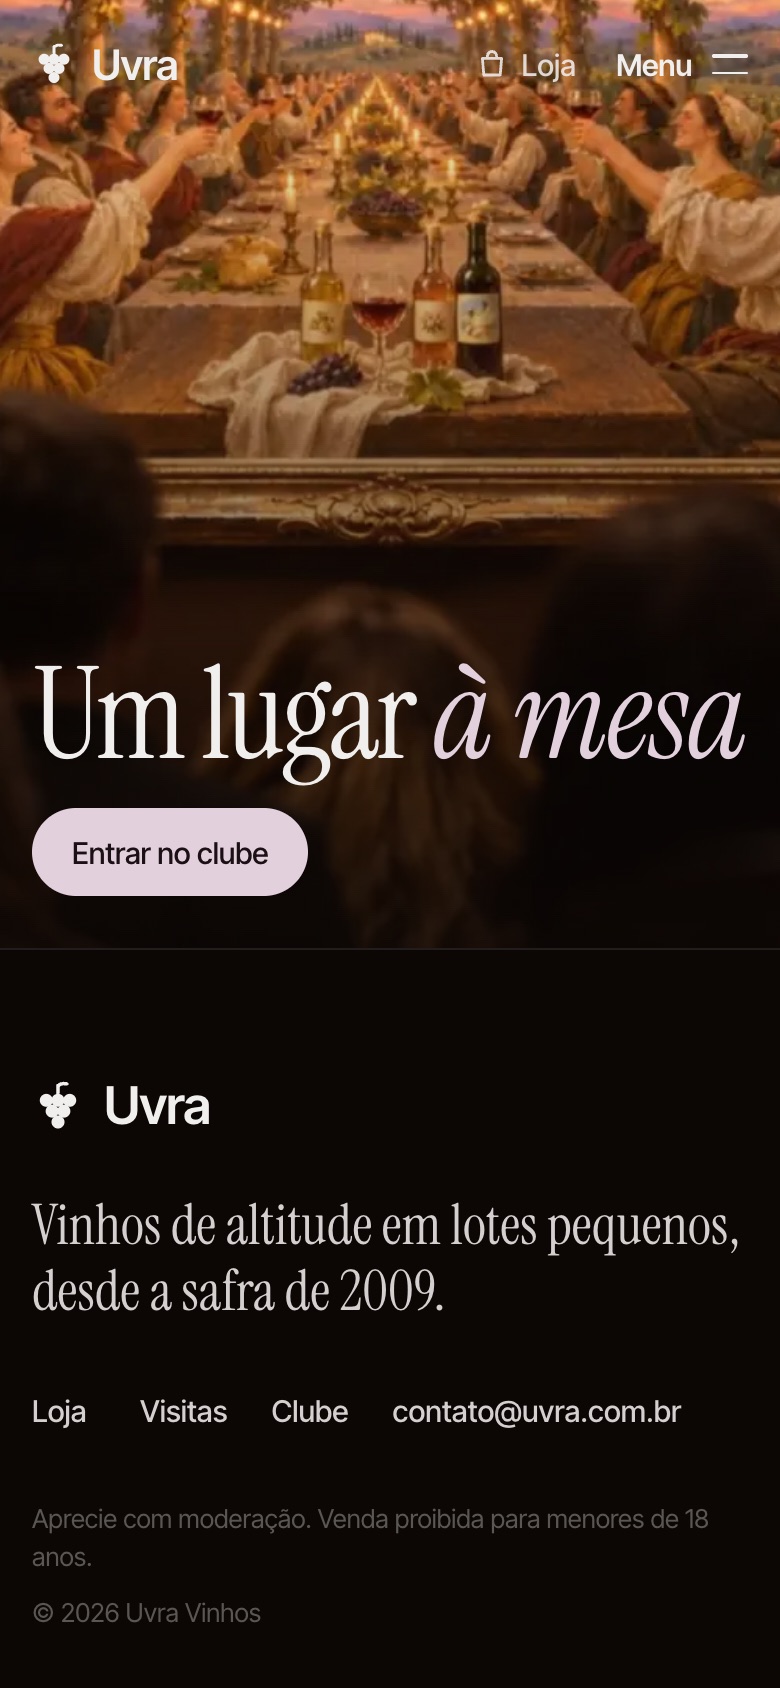 Uvra
Loja
Menu
Um lugar à mesa
Entrar no clube
Uvra
Vinhos de altitude em lotes pequenos,
desde a safra de 2009.
Loja
Visitas
Clube
contato@uvra.com.br
Aprecie com moderação. Venda proibida para menores de 18
anos.
© 2026 Uvra Vinhos